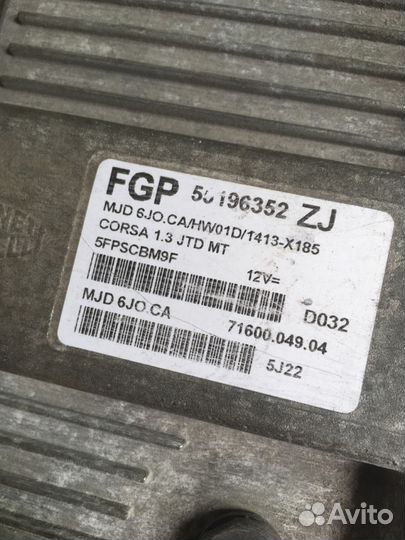 FGP 55196352 ZJ
MJD 6JO.CA/HW01D/1413-X185
CORSA 1.3 JTD MT
5FPSCBM9F
12V=
D032
MJD 6JO.CA
71600.049.04
5J22
Avito